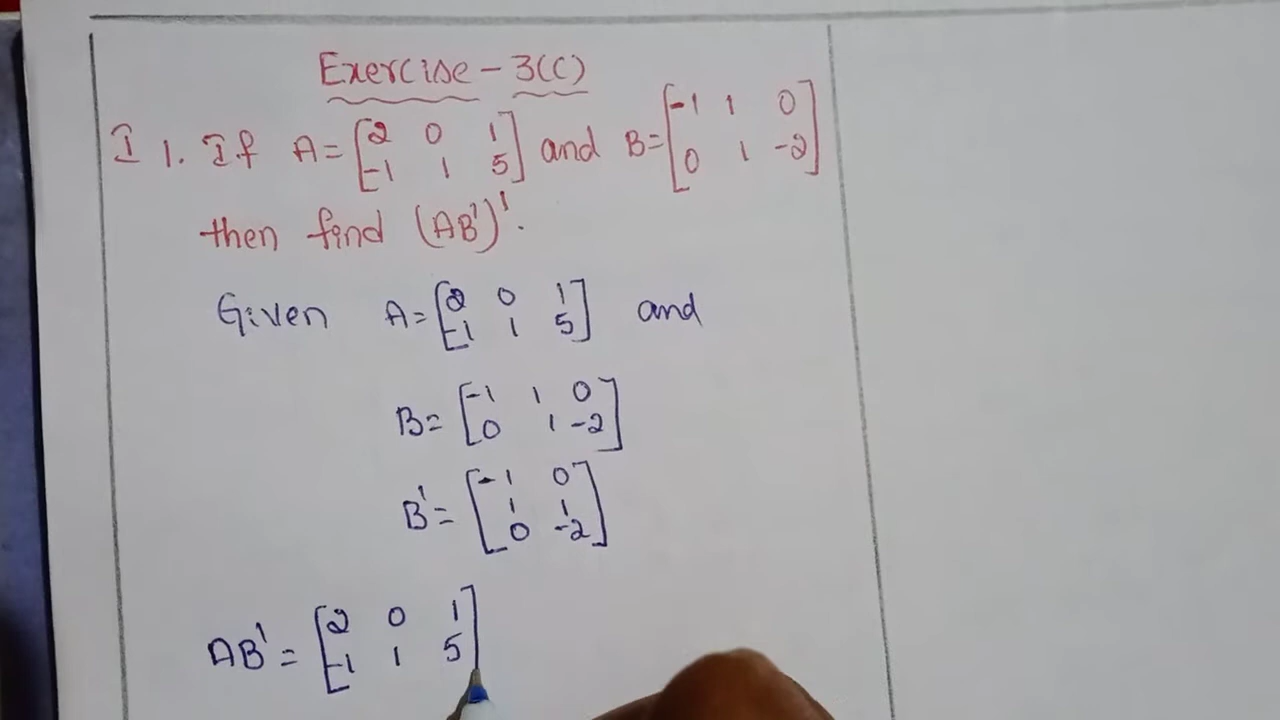 Exercise - 3(C)
I 1. If A = [2 0 1; -1 1 5] and B = [-1 1 0; 0 1 -2]
then find (AB')'.
Given A = [2 0 1; -1 1 5] and
B = [-1 1 0; 0 1 -2]
B' = [-1 0; 1 1; 0 -2]
AB' = [2 0 1; -1 1 5]